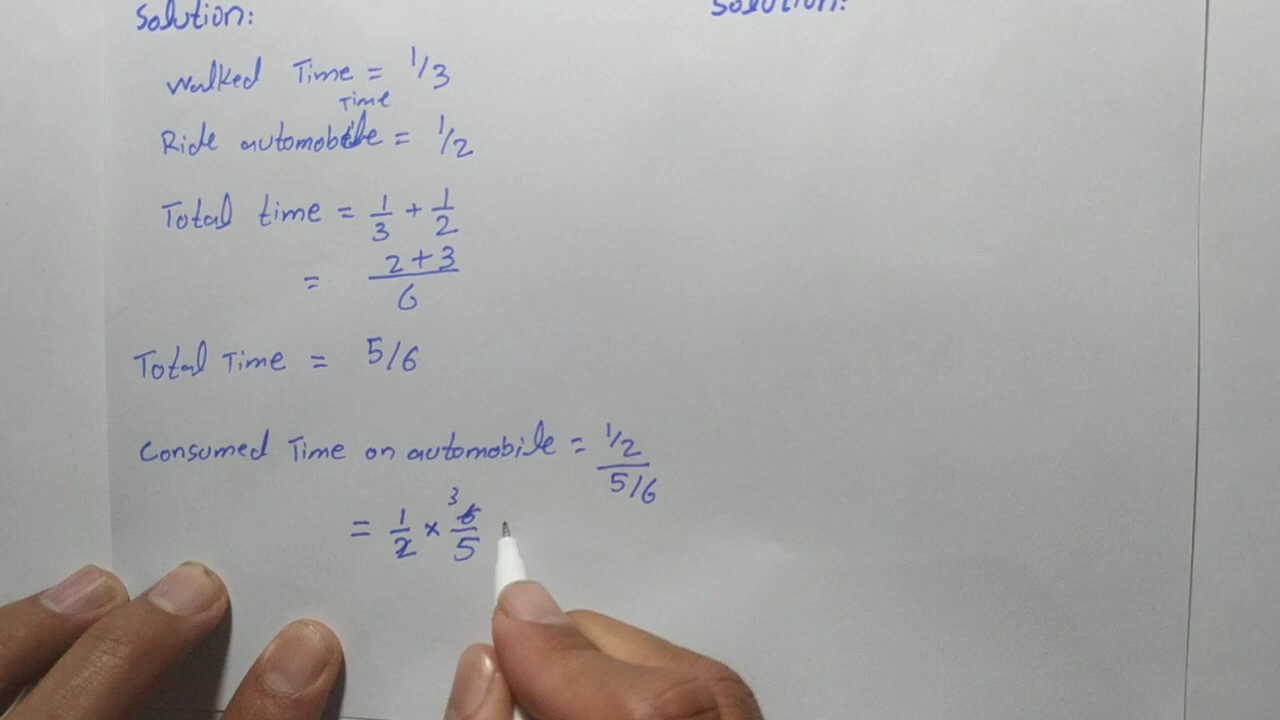 Solution:
Solution:
Walked Time = 1/3
Time
Ride automobile = 1/2
Total time = 1/3 + 1/2
= 2+3/6
Total Time = 5/6
Consumed Time on automobile = 1/2 / 5/6
= 1/2 × 3 6/5